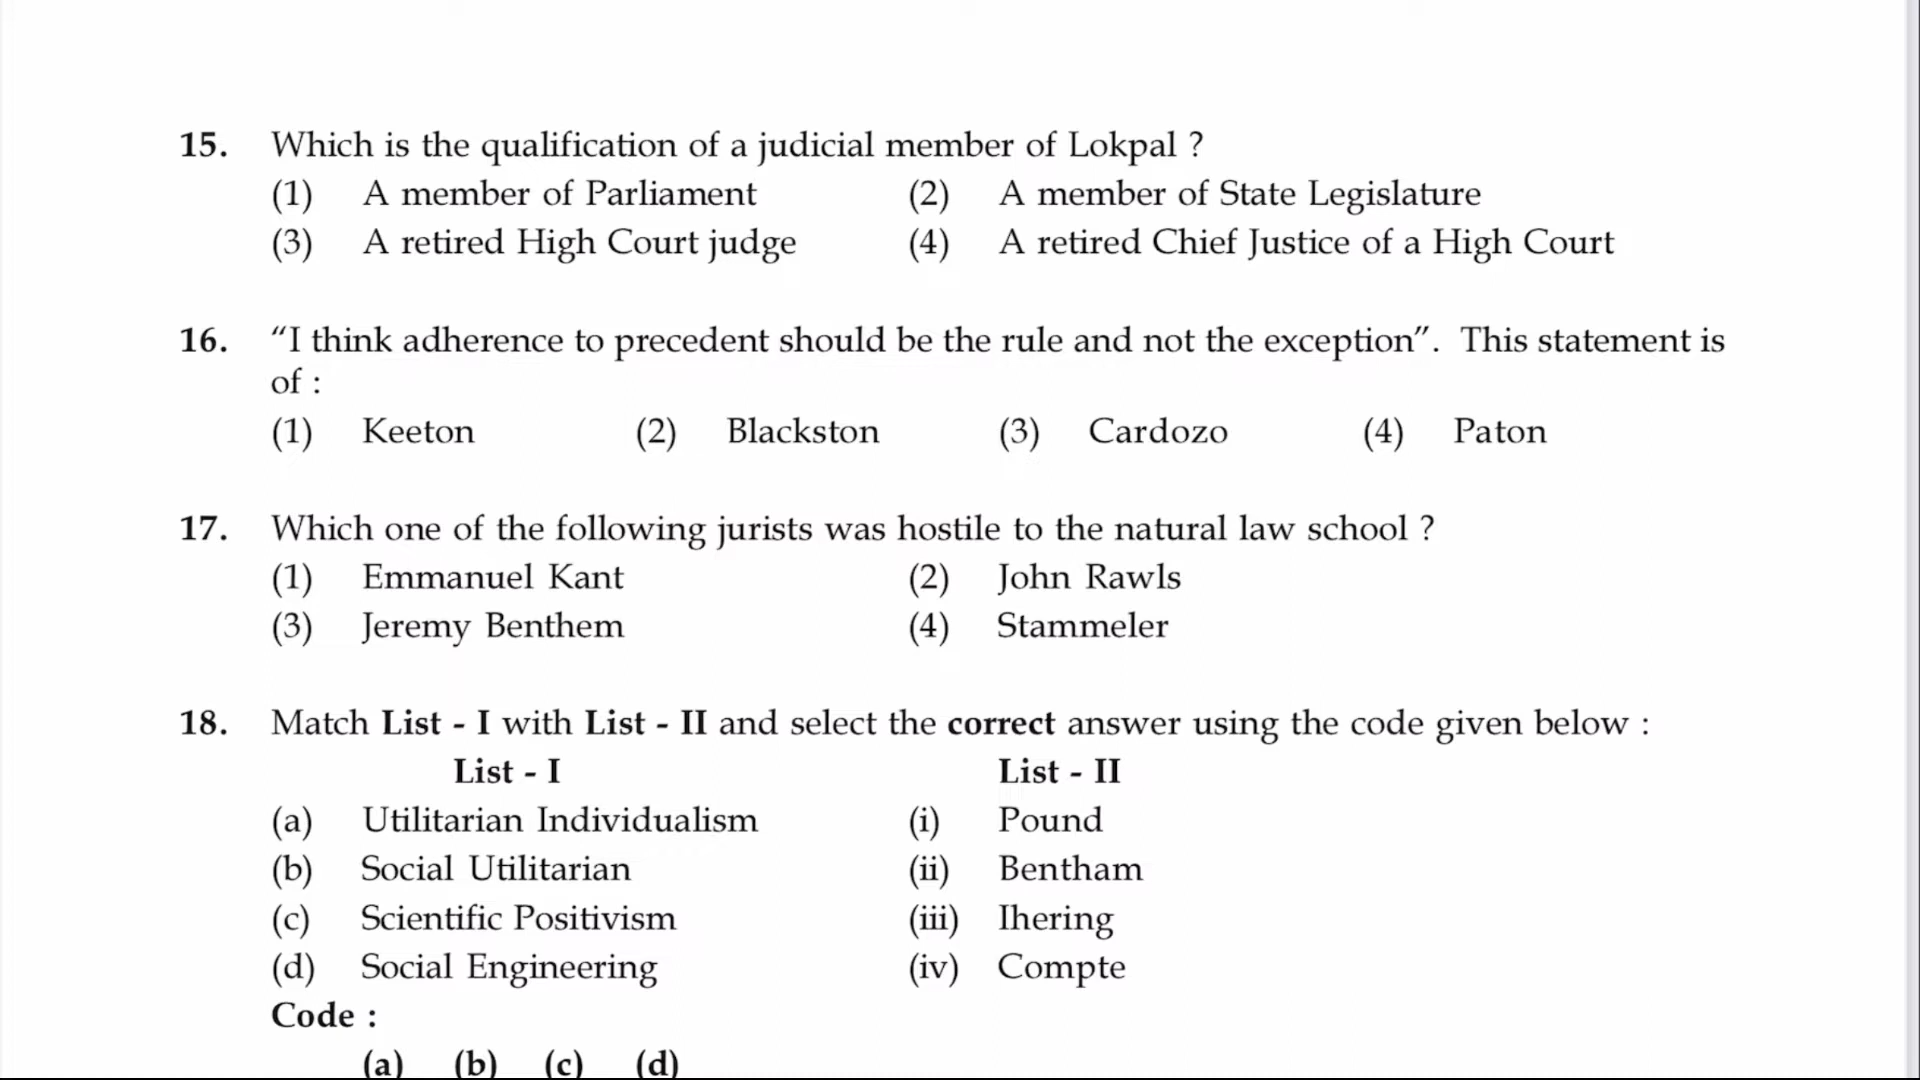 15. Which is the qualification of a judicial member of Lokpal ?
(1) A member of Parliament (2) A member of State Legislature
(3) A retired High Court judge (4) A retired Chief Justice of a High Court
16. “I think adherence to precedent should be the rule and not the exception”. This statement is
of :
(1) Keeton (2) Blackston (3) Cardozo (4) Paton
17. Which one of the following jurists was hostile to the natural law school ?
(1) Emmanuel Kant (2) John Rawls
(3) Jeremy Benthem (4) Stammeler
18. Match List - I with List - II and select the correct answer using the code given below :
List - I List - II
(a) Utilitarian Individualism (i) Pound
(b) Social Utilitarian (ii) Bentham
(c) Scientific Positivism (iii) Ihering
(d) Social Engineering (iv) Compte
Code :
(a) (b) (c) (d)